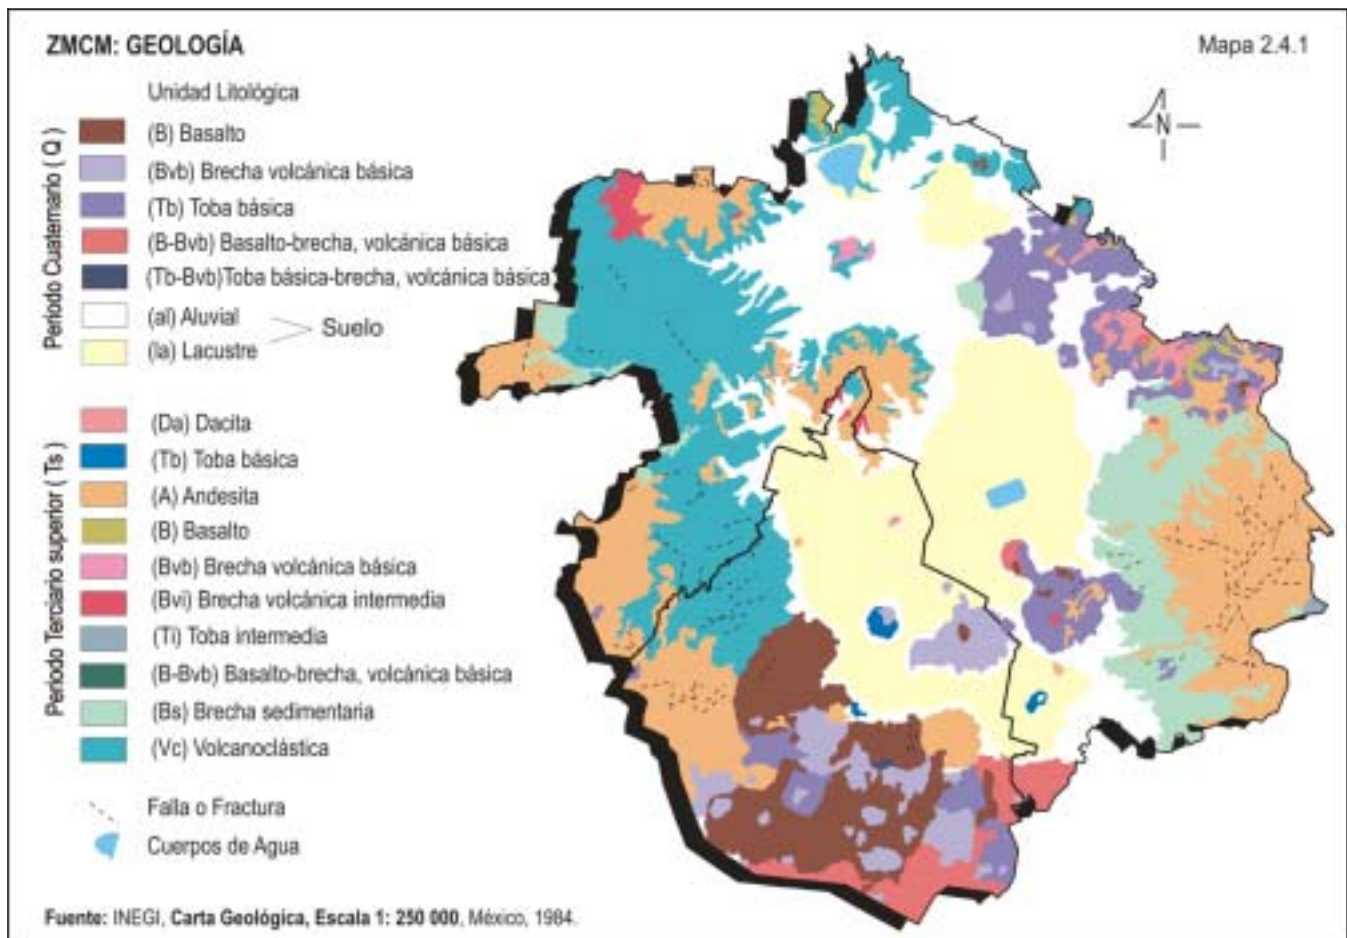 ZMCM: GEOLOGÍA
Mapa 2.4.1
Unidad Litológica
Periodo Cuaternario ( Q )
(B) Basalto
(Bvb) Brecha volcánica básica
(Tb) Toba básica
(B-Bvb) Basalto-brecha, volcánica básica
(Tb-Bvb)Toba básica-brecha, volcánica básica
(al) Aluvial
Suelo
(la) Lacustre
Periodo Terciario superior ( Ts )
(Da) Dacita
(Tb) Toba básica
(A) Andesita
(B) Basalto
(Bvb) Brecha volcánica básica
(Bvi) Brecha volcánica intermedia
(Ti) Toba intermedia
(B-Bvb) Basalto-brecha, volcánica básica
(Bs) Brecha sedimentaria
(Vc) Volcanoclástica
Falla o Fractura
Cuerpos de Agua
N
Fuente: INEGI, Carta Geológica, Escala 1: 250 000, México, 1984.